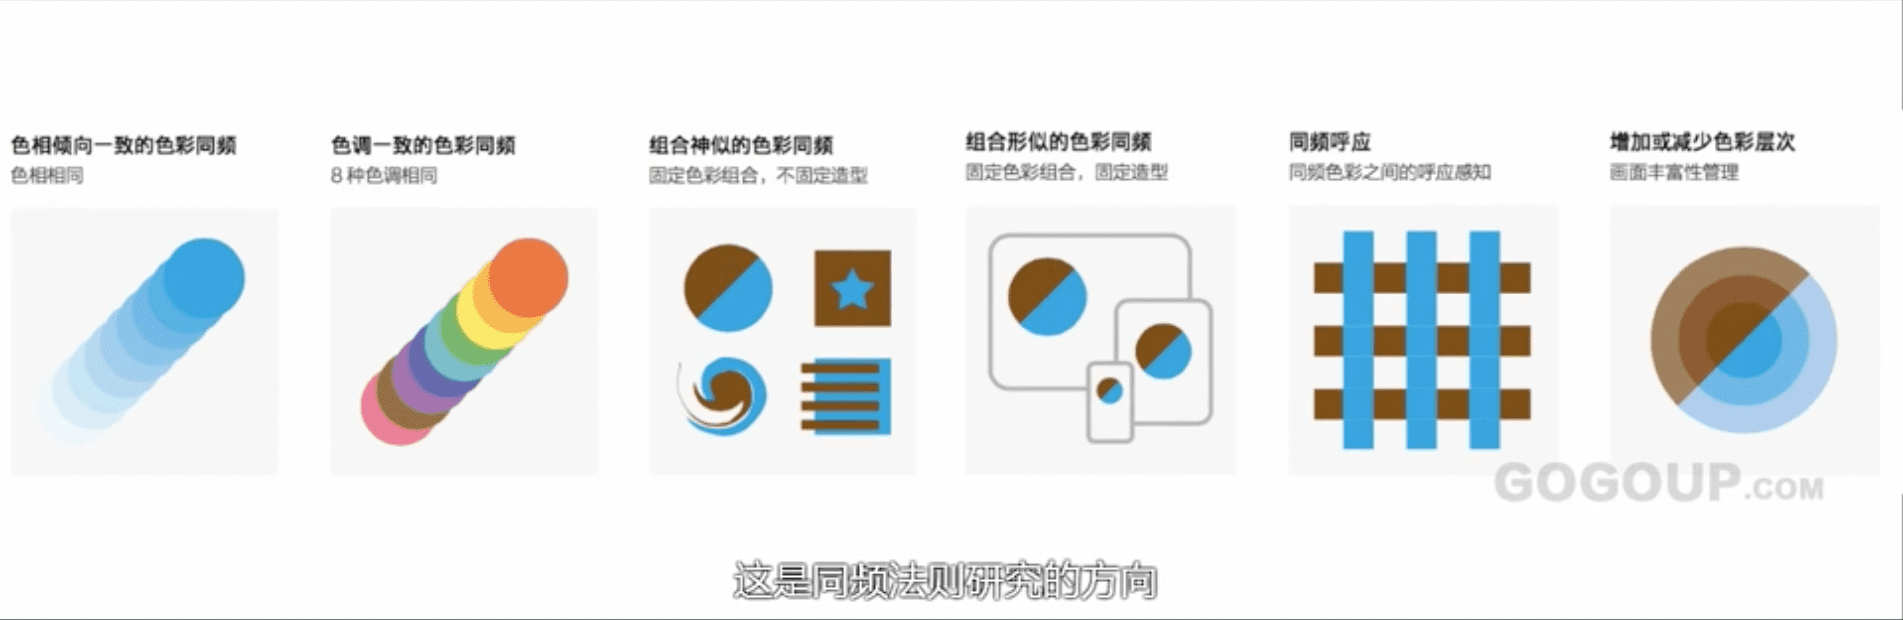 色相倾向一致的色彩同频
色相相同
色调一致的色彩同频
8 种色调相同
组合神似的色彩同频
固定色彩组合，不固定造型
组合形似的色彩同频
固定色彩组合，固定造型
同频呼应
同频色彩之间的呼应感知
增加或减少色彩层次
画面丰富性管理
GOGOUP.COM
这是同频法则研究的方向